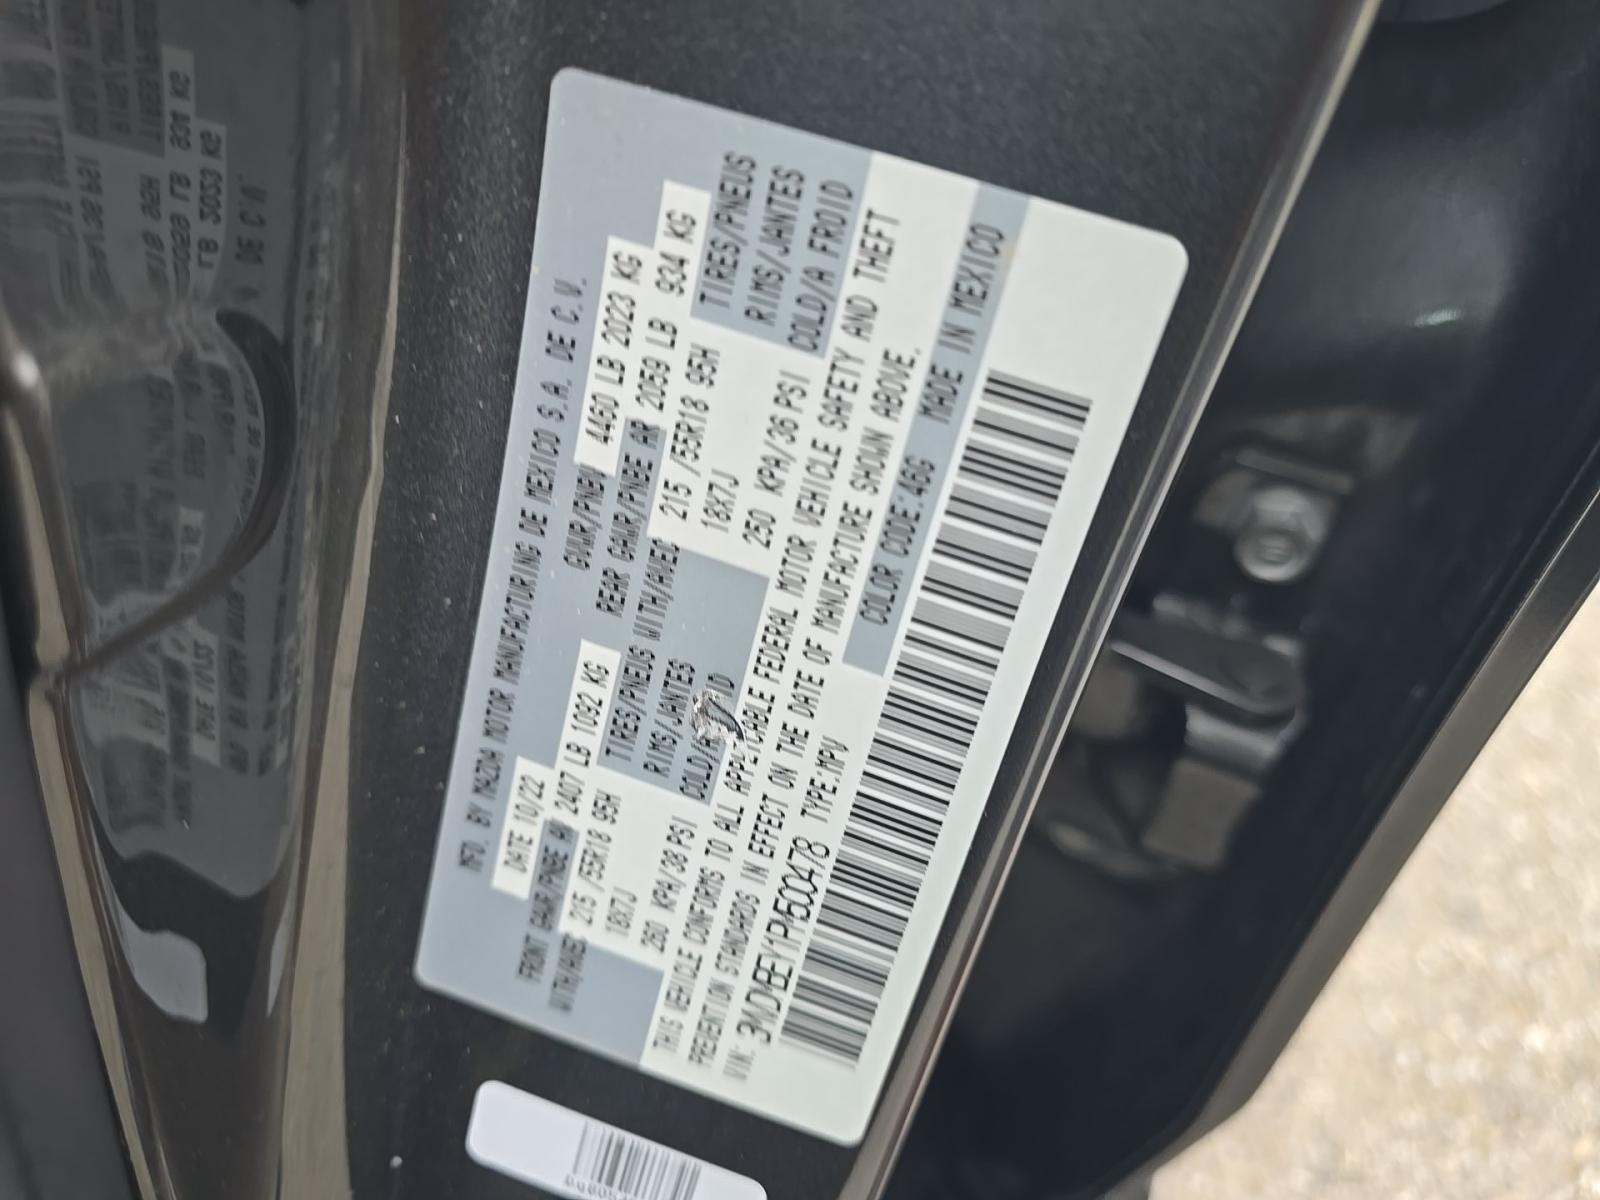 MFD. BY MAZDA MOTOR MANUFACTURING DE MEXICO S.A. DE C.V.
DATE 10/22 GVWR/PNBV 4460 LB 2023 KG
FRONT GAWR/PNBE AV 2407 LB 1092 KG REAR GAWR/PNBE AR 2059 LB 934 KG
WITH/AVEC 215 /55R18 95H TIRES/PNEUS WITH/AVEC 215 /55R18 95H TIRES/PNEUS
18X7J RIMS/JANTES 18X7J RIMS/JANTES
260 KPA/38 PSI COLD/A 250 KPA/36 PSI COLD/A FROID
THIS VEHICLE CONFORMS TO ALL APPLICABLE FEDERAL MOTOR VEHICLE SAFETY AND THEFT
PREVENTION STANDARDS IN EFFECT ON THE DATE OF MANUFACTURE SHOWN ABOVE.
VIN: 3MVDMBEY1PM500478 TYPE:MPV COLOR CODE:46G MADE IN MEXICO